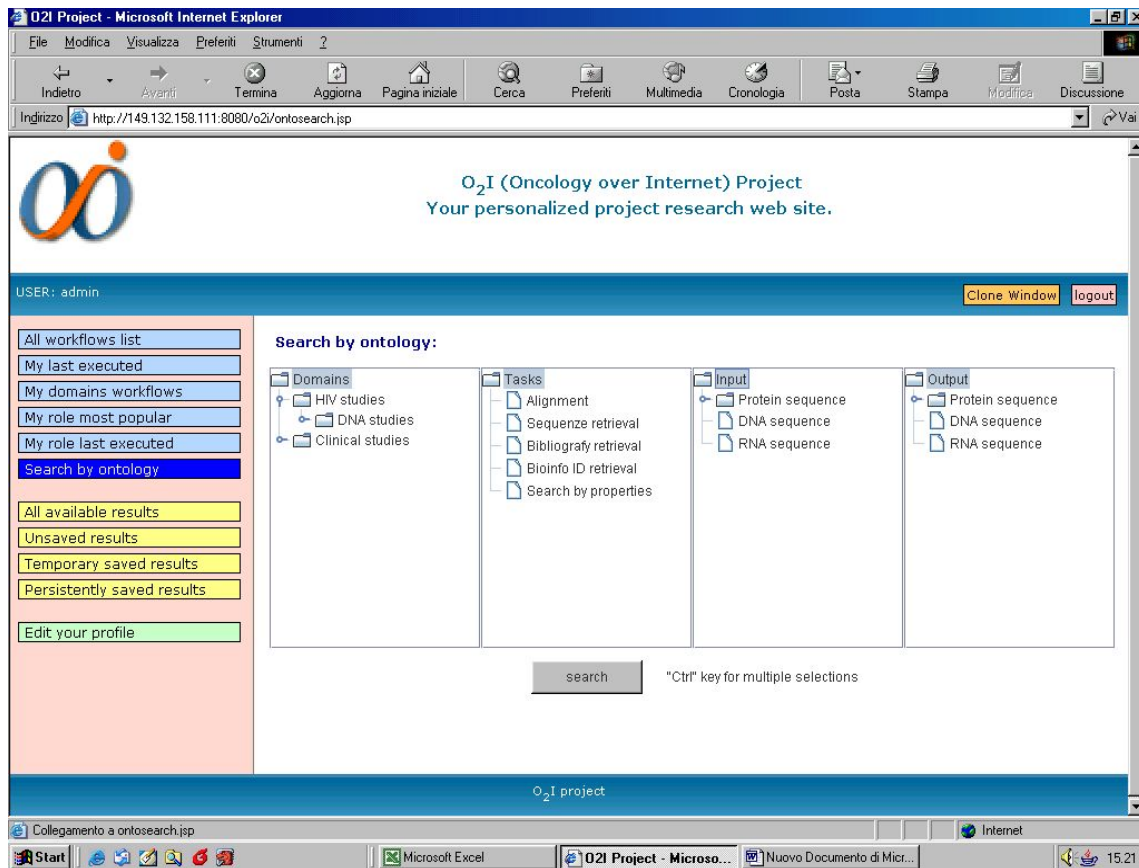 O2I Project - Microsoft Internet Explorer
File Modifica Visualizza Preferiti Strumenti ?
Indietro Avanti Termina Aggiorna Pagina iniziale Cerca Preferiti Multimedia Cronologia Posta Stampa Modifica Discussione
Indirizzo http://149.132.158.111:8080/o2i/ontosearch.jsp Vai
O2I (Oncology over Internet) Project
Your personalized project research web site.
USER: admin Clone Window logout
All workflows list
My last executed
My domains workflows
My role most popular
My role last executed
Search by ontology
All available results
Unsaved results
Temporary saved results
Persistently saved results
Edit your profile
Search by ontology:
Domains
HIV studies
DNA studies
Clinical studies
Tasks
Alignment
Sequenze retrieval
Bibliografy retrieval
Bioinfo ID retrieval
Search by properties
Input
Protein sequence
DNA sequence
RNA sequence
Output
Protein sequence
DNA sequence
RNA sequence
search "Ctrl" key for multiple selections
O2I project
Collegamento a ontosearch.jsp Internet
Start Microsoft Excel O2I Project - Microso... Nuovo Documento di Micr... 15.21